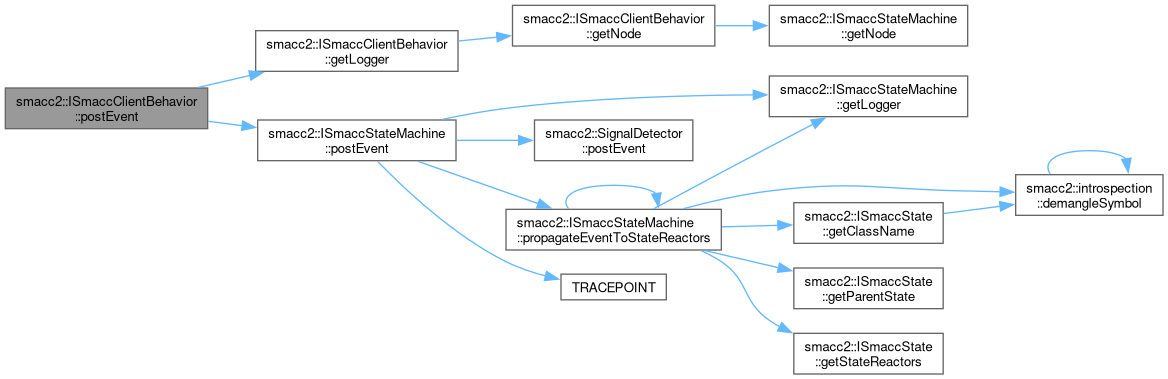 smacc2::ISmaccClientBehavior
::postEvent
smacc2::ISmaccClientBehavior
::getLogger
smacc2::ISmaccClientBehavior
::getNode
smacc2::ISmaccStateMachine
::getNode
smacc2::ISmaccStateMachine
::postEvent
smacc2::ISmaccStateMachine
::getLogger
smacc2::SignalDetector
::postEvent
smacc2::ISmaccStateMachine
::propagateEventToStateReactors
smacc2::introspection
::demangleSymbol
smacc2::ISmaccState
::getClassName
smacc2::ISmaccState
::getParentState
smacc2::ISmaccState
::getStateReactors
TRACEPOINT